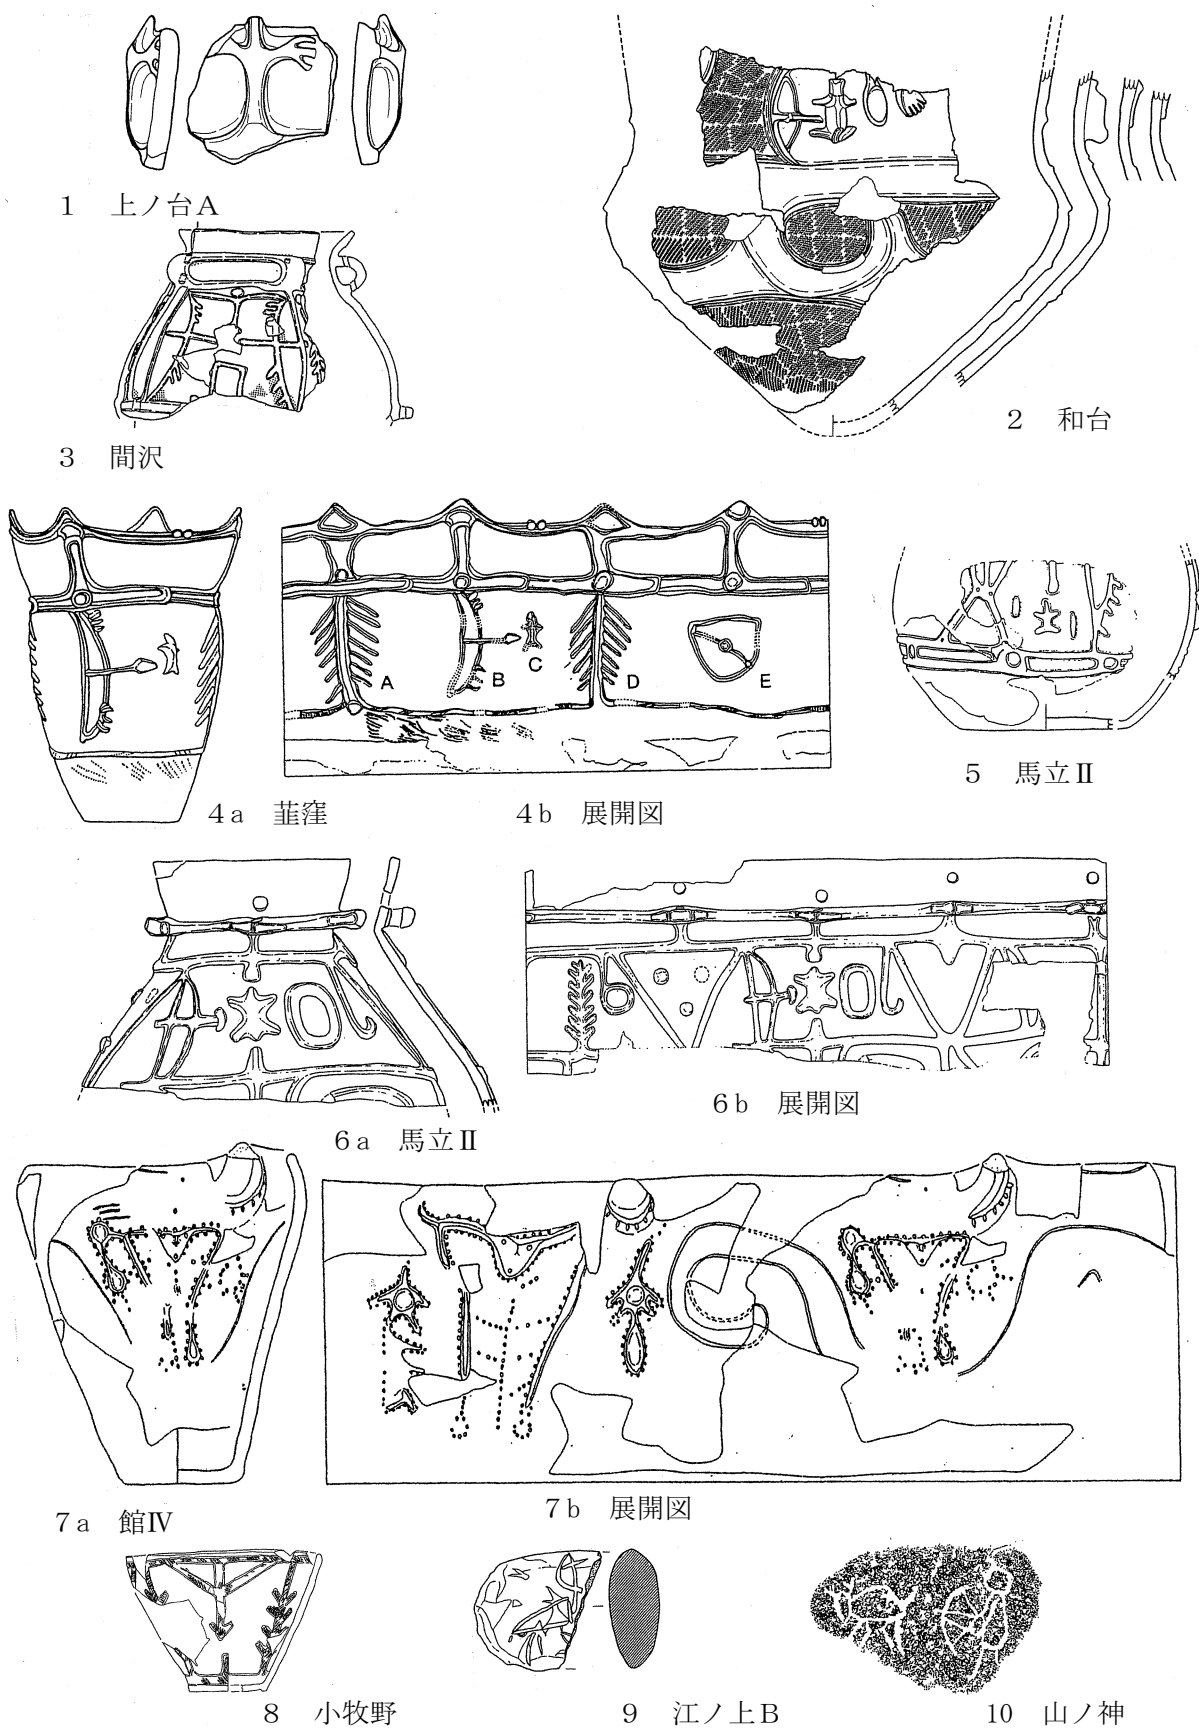 1 上ノ台A
2 和台
3 間沢
A
B
C
D
E
4a 韮窪
4b 展開図
5 馬立Ⅱ
6a 馬立Ⅱ
6b 展開図
7a 館Ⅳ
7b 展開図
8 小牧野
9 江ノ上B
10 山ノ神